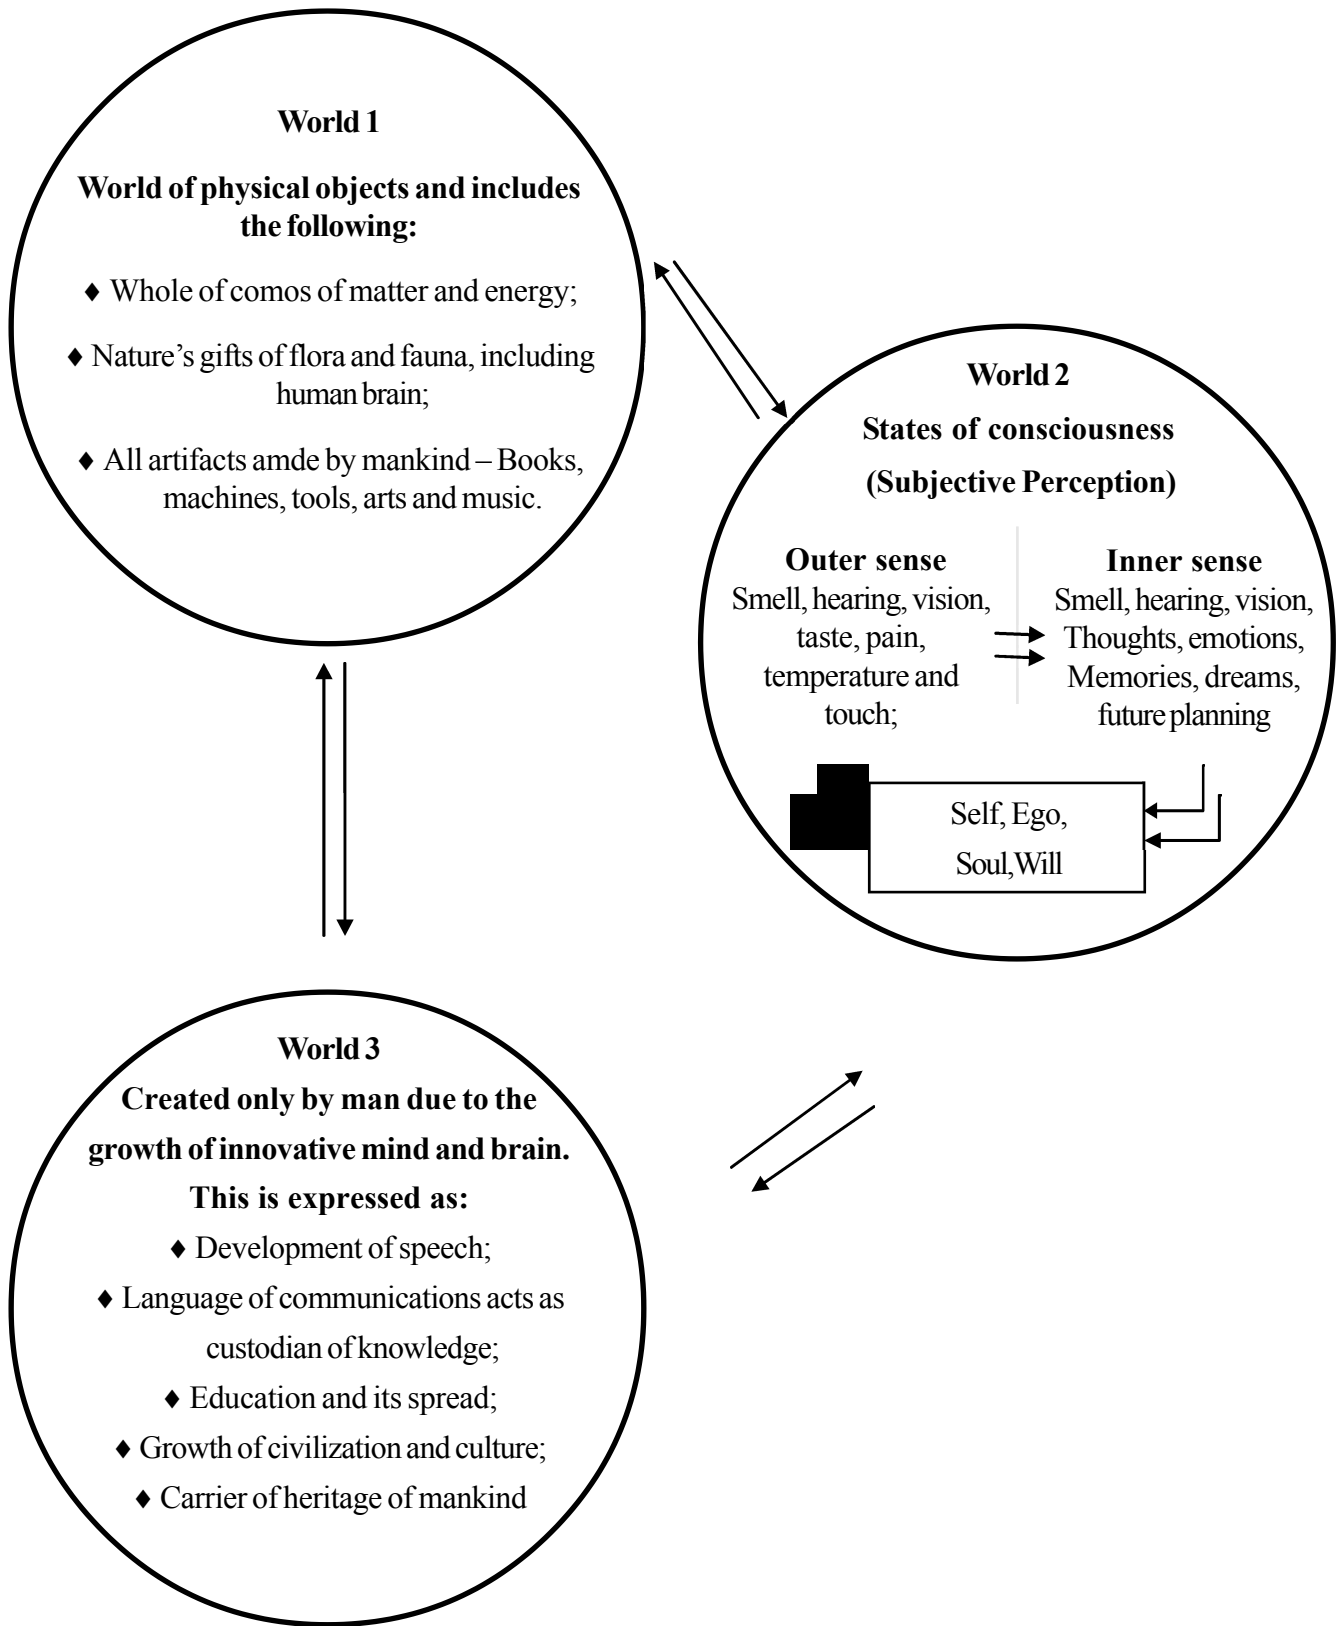 World 1
World of physical objects and includes
the following:
♦ Whole of comos of matter and energy;
♦ Nature’s gifts of flora and fauna, including
human brain;
♦ All artifacts amde by mankind – Books,
machines, tools, arts and music.
World 2
States of consciousness
(Subjective Perception)
Outer sense
Smell, hearing, vision,
taste, pain,
temperature and
touch;
Inner sense
Smell, hearing, vision,
Thoughts, emotions,
Memories, dreams,
future planning
Self, Ego,
Soul,Will
World 3
Created only by man due to the
growth of innovative mind and brain.
This is expressed as:
♦ Development of speech;
♦ Language of communications acts as
custodian of knowledge;
♦ Education and its spread;
♦ Growth of civilization and culture;
♦ Carrier of heritage of mankind